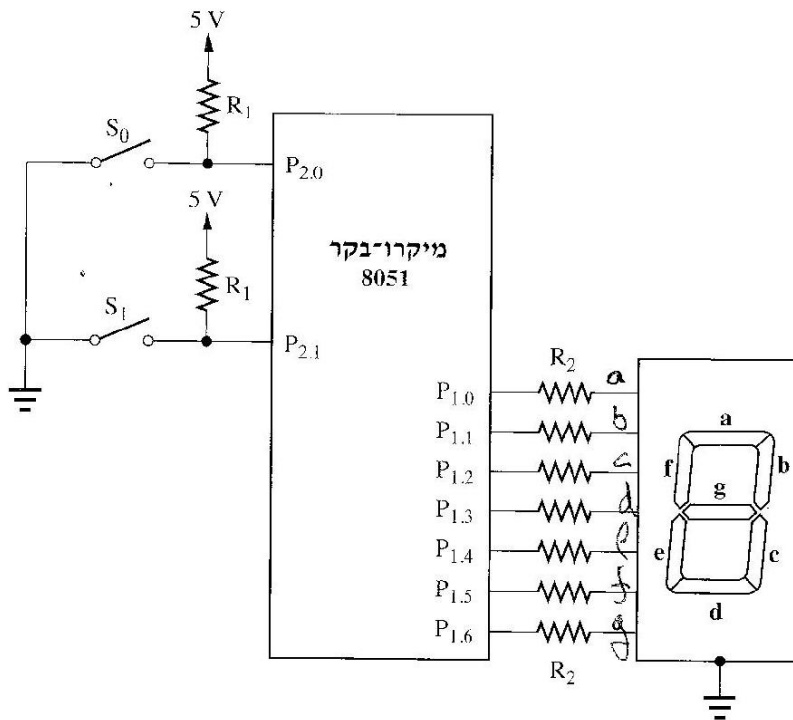 5 V
R₁
S₀
P₂.₀
5 V
R₁
מיקרו-בקר
8051
S₁
P₂.₁
R₂
P₁.₀ a
P₁.₁ b
P₁.₂ c
P₁.₃ d
P₁.₄ e
P₁.₅ f
P₁.₆ g
R₂
a
f b
g
e c
d